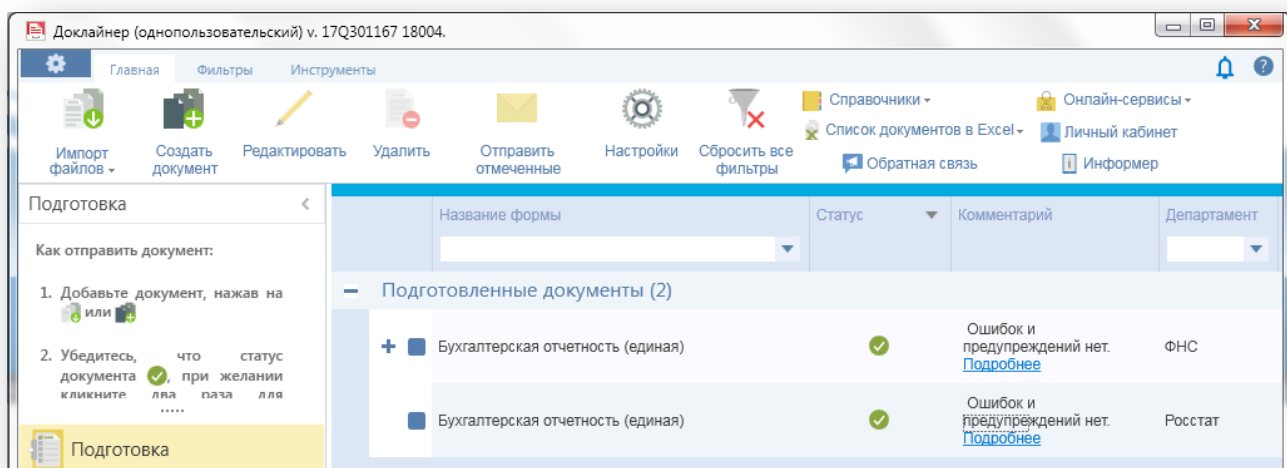 Доклайнер (однопользовательский) v. 17Q301167 18004.
Главная Фильтры Инструменты
Импорт файлов
Создать документ
Редактировать
Удалить
Отправить отмеченные
Настройки
Сбросить все фильтры
Справочники
Онлайн-сервисы
Список документов в Excel
Личный кабинет
Обратная связь
Информер
Подготовка
Как отправить документ:
1. Добавьте документ, нажав на
или
2. Убедитесь, что статус
документа , при желании
кликните два раза для
.....
Подготовка
Название формы Статус Комментарий Департамент
Подготовленные документы (2)
Бухгалтерская отчетность (единая)
Ошибок и
предупреждений нет.
Подробнее
ФНС
Бухгалтерская отчетность (единая)
Ошибок и
предупреждений нет.
Подробнее
Росстат